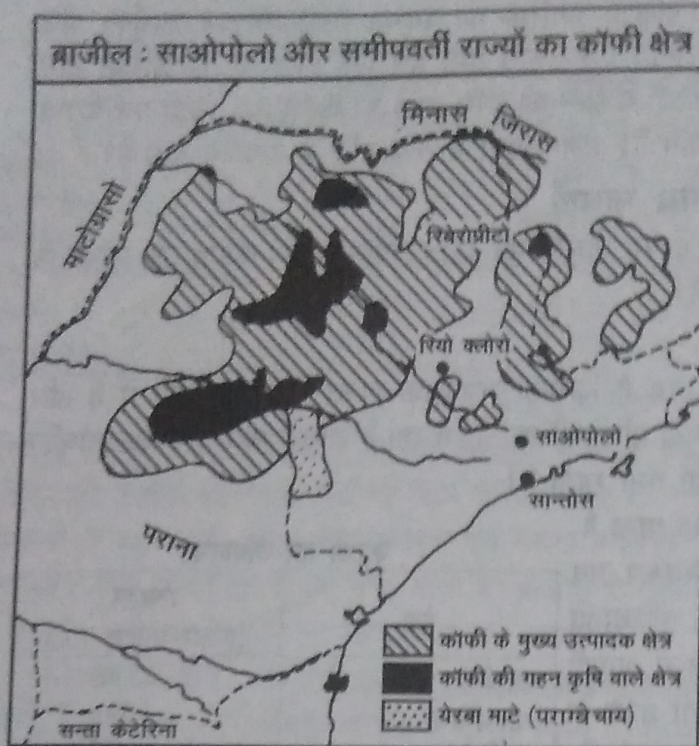 ब्राजील : साओपोलो और समीपवर्ती राज्यों का कॉफी क्षेत्र
मिनास जिरास
माटोग्रासो
रिबेरोप्रीटो
रियो क्लोरो
साओपोलो
सान्तोस
पराना
कॉफी के मुख्य उत्पादक क्षेत्र
कॉफी की गहन कृषि वाले क्षेत्र
येरबा माटे (पराग्वेचाय)
सन्ता कैटेरिना